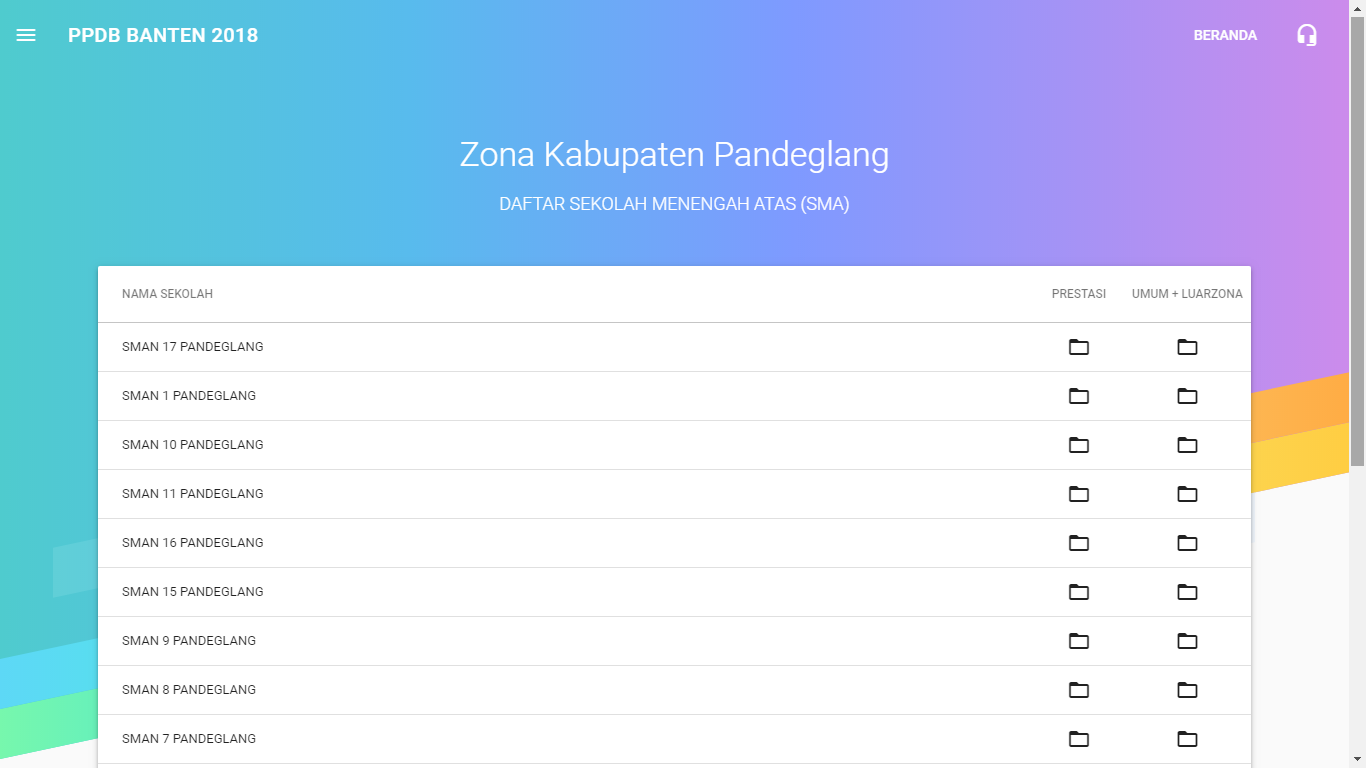 PPDB BANTEN 2018
BERANDA
Zona Kabupaten Pandeglang
DAFTAR SEKOLAH MENENGAH ATAS (SMA)
NAMA SEKOLAH PRESTASI UMUM + LUARZONA
SMAN 17 PANDEGLANG
SMAN 1 PANDEGLANG
SMAN 10 PANDEGLANG
SMAN 11 PANDEGLANG
SMAN 16 PANDEGLANG
SMAN 15 PANDEGLANG
SMAN 9 PANDEGLANG
SMAN 8 PANDEGLANG
SMAN 7 PANDEGLANG